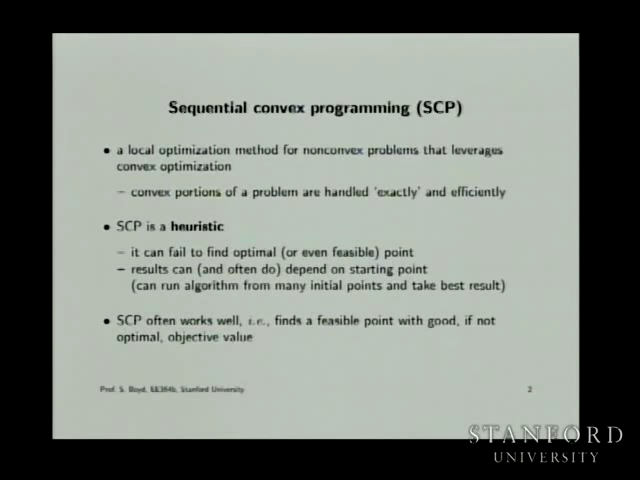 Sequential convex programming (SCP)
• a local optimization method for nonconvex problems that leverages
convex optimization
– convex portions of a problem are handled 'exactly' and efficiently
• SCP is a heuristic
– it can fail to find optimal (or even feasible) point
– results can (and often do) depend on starting point
(can run algorithm from many initial points and take best result)
• SCP often works well, i.e., finds a feasible point with good, if not
optimal, objective value
Prof. S. Boyd, EE364b, Stanford University
2
STANFORD
UNIVERSITY